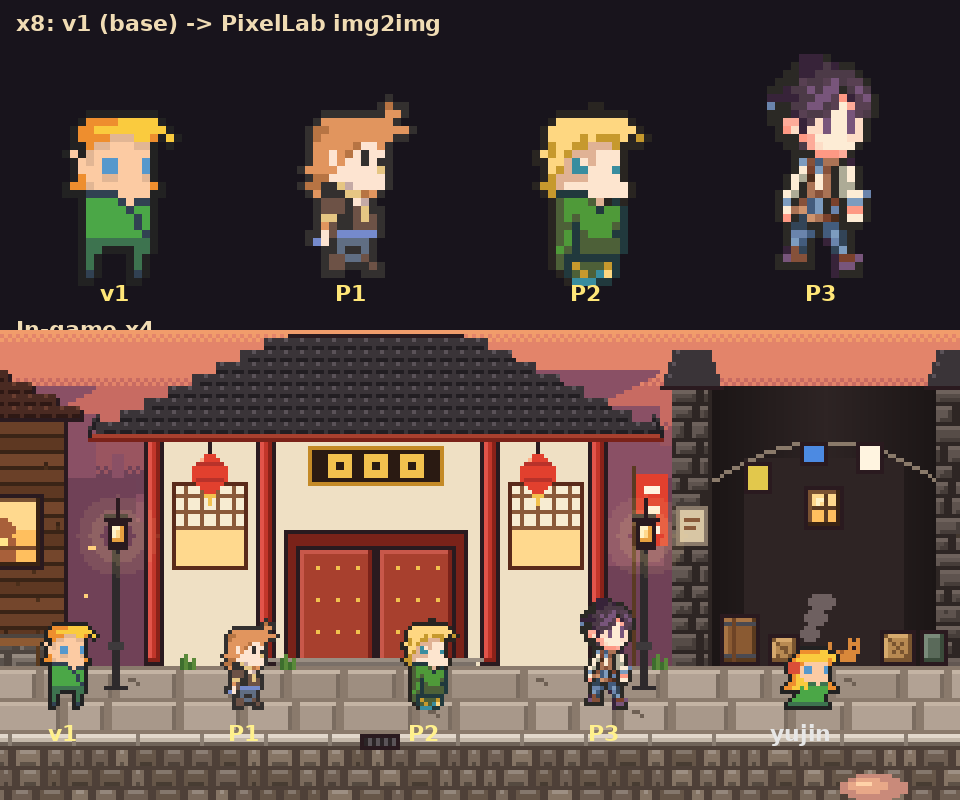 x8: v1 (base) -> PixelLab img2img
v1 P1 P2 P3
In-game x4
v1 P1 P2 P3 yujin